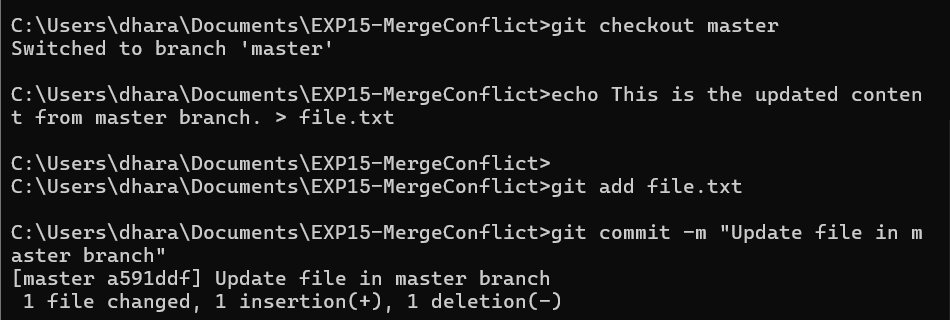 C:\Users\dhara\Documents\EXP15-MergeConflict>git checkout master
Switched to branch 'master'
C:\Users\dhara\Documents\EXP15-MergeConflict>echo This is the updated conten
t from master branch. > file.txt
C:\Users\dhara\Documents\EXP15-MergeConflict>
C:\Users\dhara\Documents\EXP15-MergeConflict>git add file.txt
C:\Users\dhara\Documents\EXP15-MergeConflict>git commit -m "Update file in m
aster branch"
[master a591ddf] Update file in master branch
 1 file changed, 1 insertion(+), 1 deletion(-)